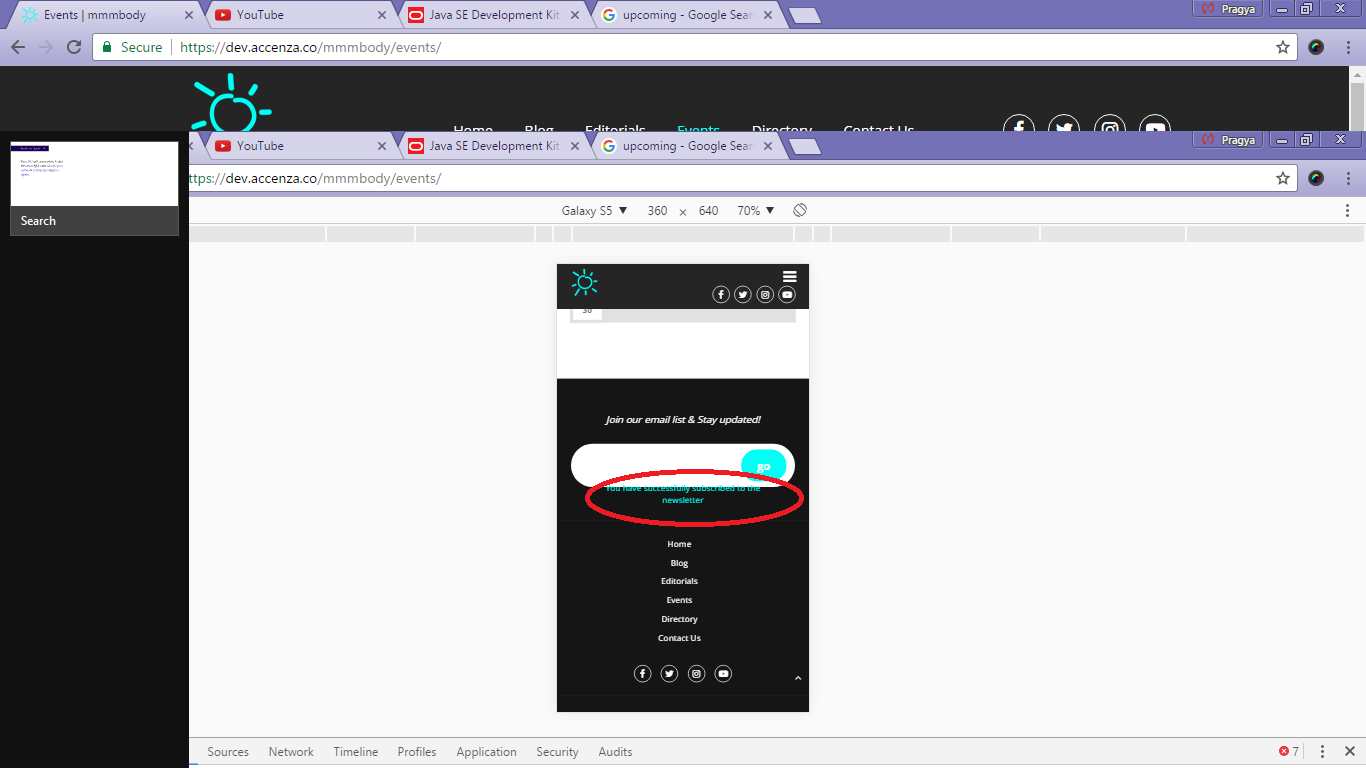 Events | mmmbody
YouTube
Java SE Development Kit
upcoming - Google Sear
Pragya
Secure
https://dev.accenza.co/mmmbody/events/
Home Blog Editorials Events Directory Contact Us
YouTube
Java SE Development Kit
upcoming - Google Sear
Pragya
ttps://dev.accenza.co/mmmbody/events/
Search
Galaxy S5 ▼ 360 × 640 70% ▼
30
Join our email list & Stay updated!
go
You have successfully subscribed to the
newsletter
Home
Blog
Editorials
Events
Directory
Contact Us
Sources Network Timeline Profiles Application Security Audits
7